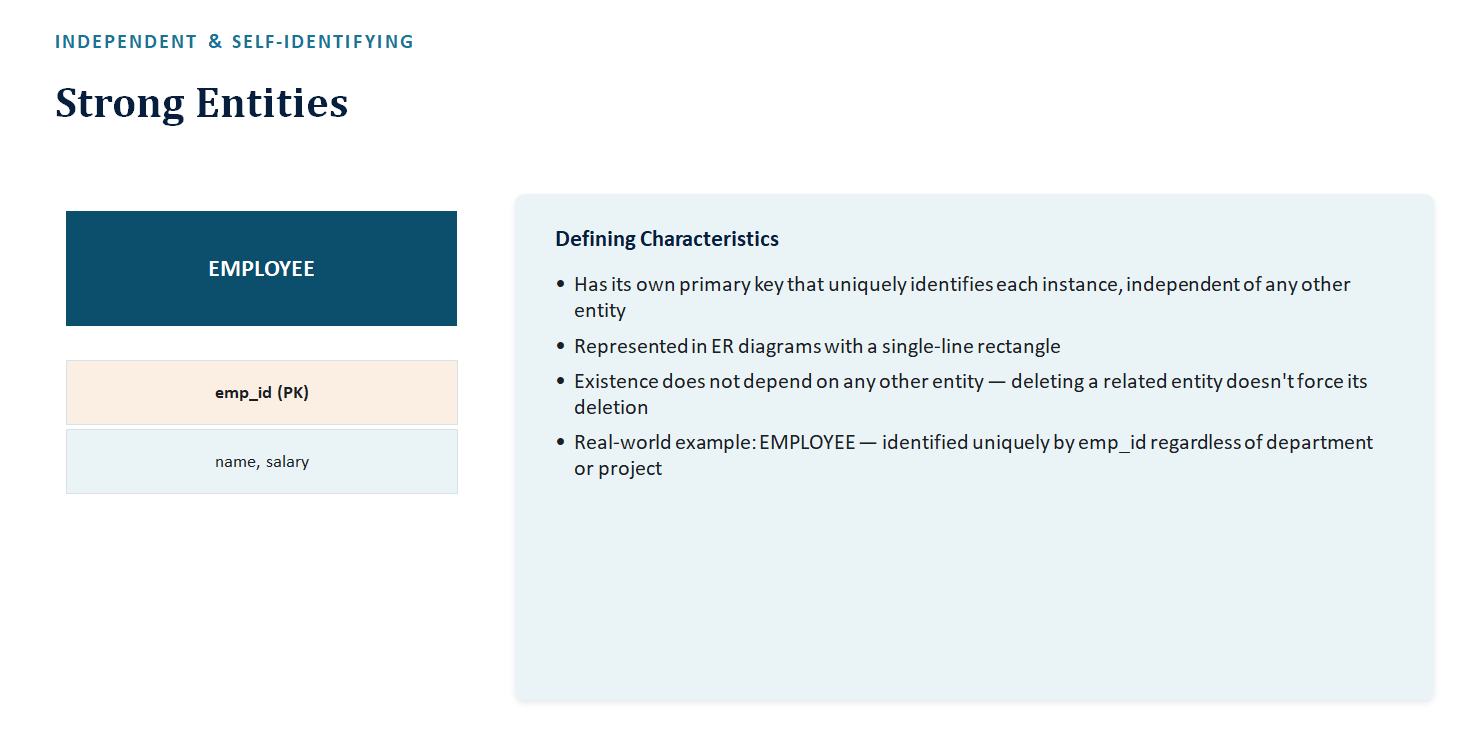 INDEPENDENT & SELF-IDENTIFYING
Strong Entities
EMPLOYEE
emp_id (PK)
name, salary
Defining Characteristics
• Has its own primary key that uniquely identifies each instance, independent of any other
entity
• Represented in ER diagrams with a single-line rectangle
• Existence does not depend on any other entity — deleting a related entity doesn't force its
deletion
• Real-world example: EMPLOYEE — identified uniquely by emp_id regardless of department
or project